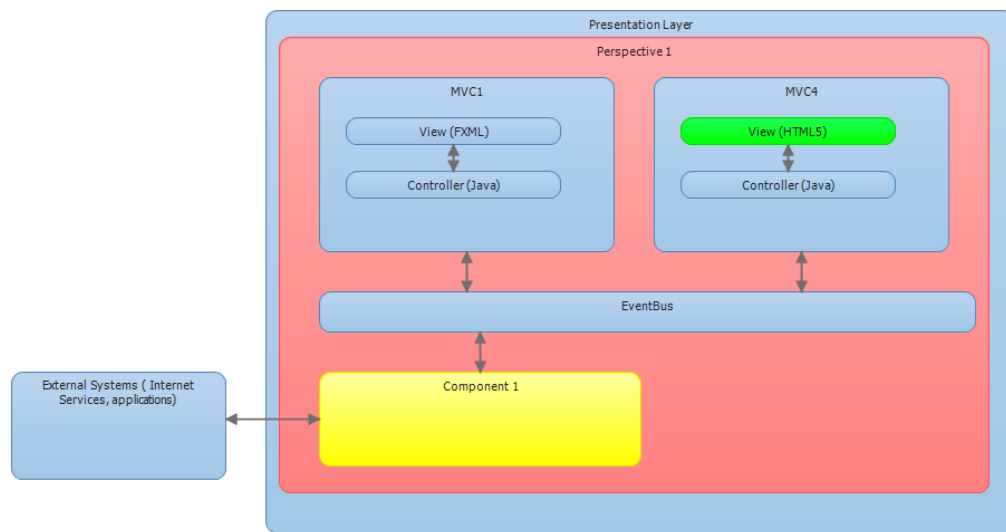 Presentation Layer
Perspective 1
MVC1
MVC4
View (FXML)
View (HTML5)
Controller (Java)
Controller (Java)
EventBus
External Systems ( Internet
Services, applications)
Component 1